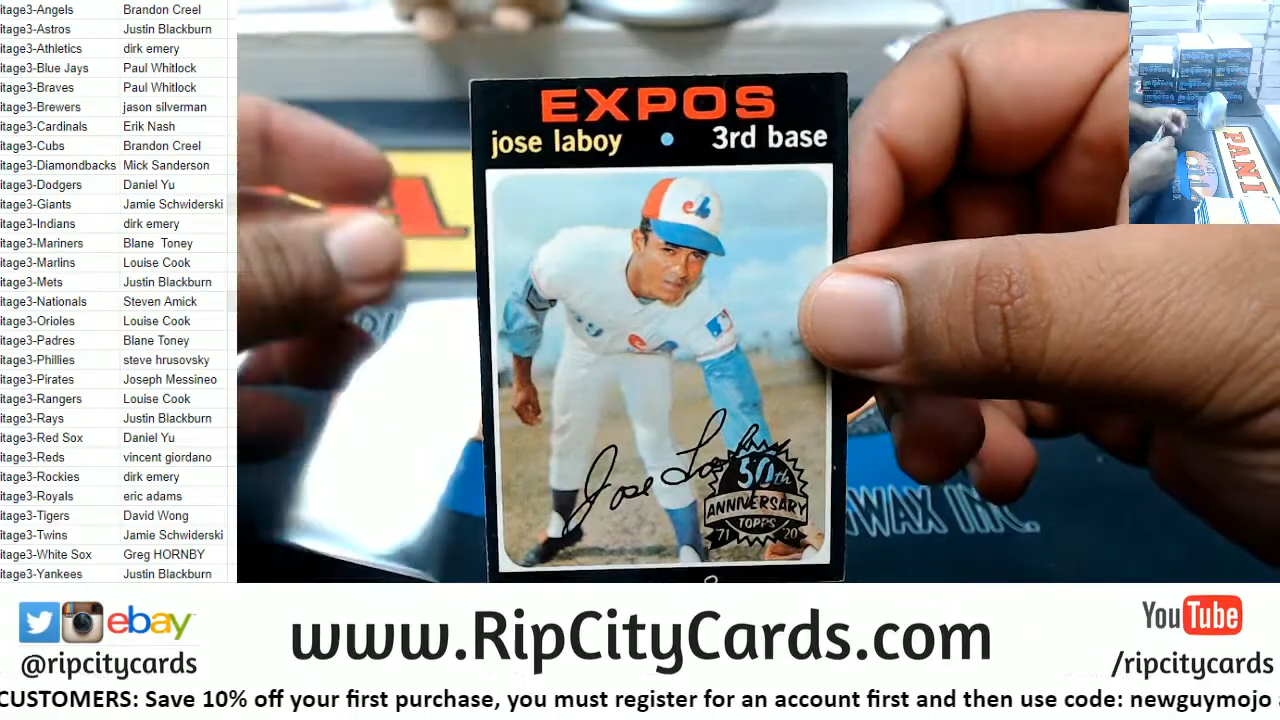 itage3-Angels Brandon Creel
itage3-Astros Justin Blackburn
itage3-Athletics dirk emery
itage3-Blue Jays Paul Whitlock
itage3-Braves Paul Whitlock
itage3-Brewers jason silverman
itage3-Cardinals Erik Nash
itage3-Cubs Brandon Creel
itage3-Diamondbacks Mick Sanderson
itage3-Dodgers Daniel Yu
itage3-Giants Jamie Schwiderski
itage3-Indians dirk emery
itage3-Mariners Blane Toney
itage3-Marlins Louise Cook
itage3-Mets Justin Blackburn
itage3-Nationals Steven Amick
itage3-Orioles Louise Cook
itage3-Padres Blane Toney
itage3-Phillies steve hrusovsky
itage3-Pirates Joseph Messineo
itage3-Rangers Louise Cook
itage3-Rays Justin Blackburn
itage3-Red Sox Daniel Yu
itage3-Reds vincent giordano
itage3-Rockies dirk emery
itage3-Royals eric adams
itage3-Tigers David Wong
itage3-Twins Jamie Schwiderski
itage3-White Sox Greg HORNBY
itage3-Yankees Justin Blackburn
EXPOS
jose laboy • 3rd base
Jose Laboy
50th
ANNIVERSARY
TOPPS
71 20
WAX INC.
PANI
ebay
@ripcitycards
www.RipCityCards.com
YouTube
/ripcitycards
CUSTOMERS: Save 10% off your first purchase, you must register for an account first and then use code: newguymojo a